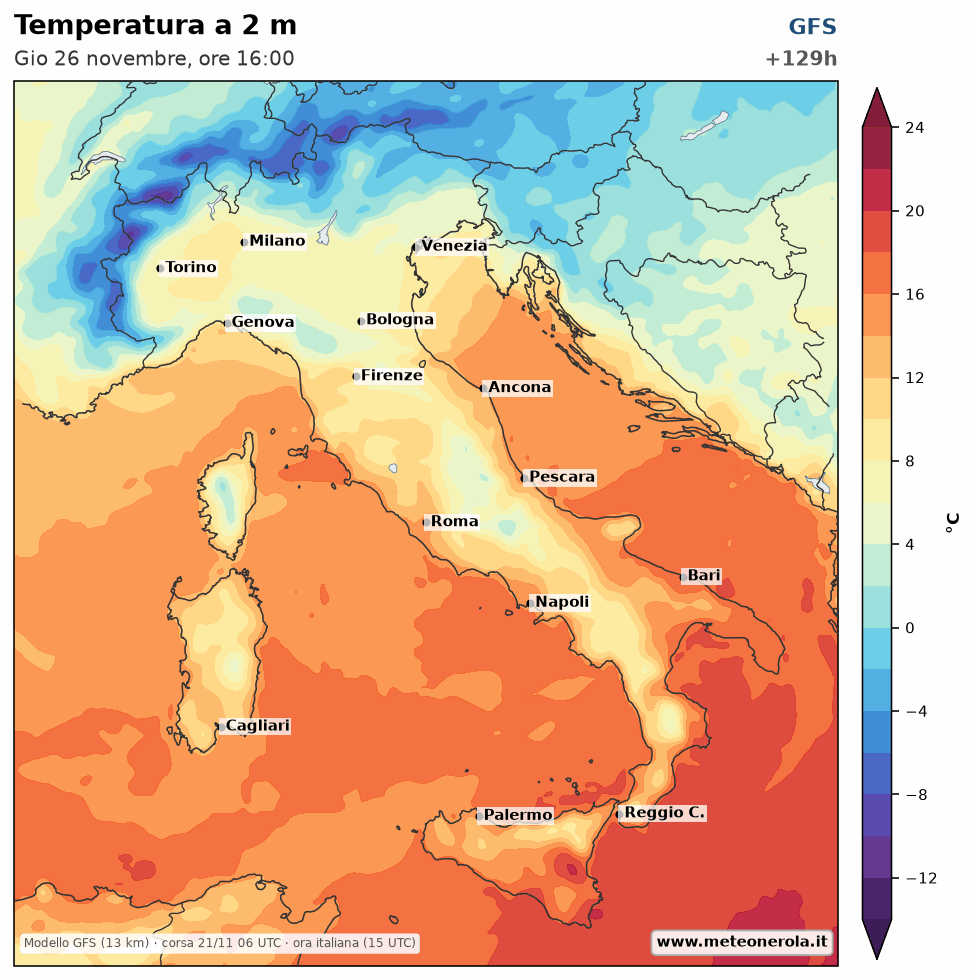 Temperatura a 2 m
GFS
Gio 26 novembre, ore 16:00
+129h
Milano
Venezia
Torino
Genova
Bologna
Firenze
Ancona
Pescara
Roma
Bari
Napoli
Cagliari
Palermo
Reggio C.
24
20
16
12
8
4
0
−4
−8
−12
°C
Modello GFS (13 km) · corsa 21/11 06 UTC · ora italiana (15 UTC)
www.meteonerola.it